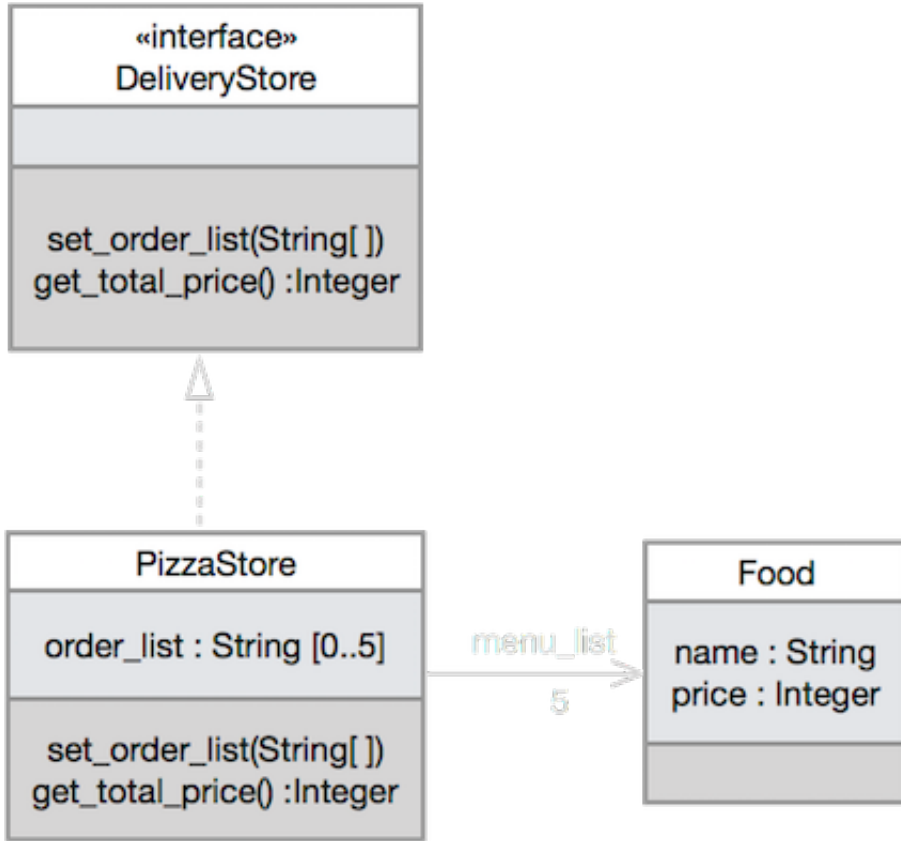 «interface»
DeliveryStore
set_order_list(String[ ])
get_total_price() :Integer
PizzaStore
order_list : String [0..5]
set_order_list(String[ ])
get_total_price() :Integer
menu_list
5
Food
name : String
price : Integer